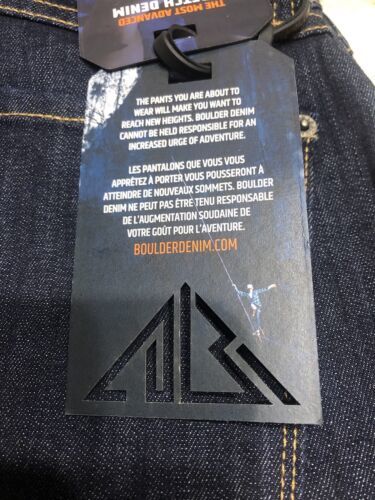 THE MOST ADVANCED
TCH DENIM
THE PANTS YOU ARE ABOUT TO
WEAR WILL MAKE YOU WANT TO
REACH NEW HEIGHTS. BOULDER DENIM
CANNOT BE HELD RESPONSIBLE FOR AN
INCREASED URGE OF ADVENTURE.
LES PANTALONS QUE VOUS VOUS
APPRÊTEZ À PORTER VOUS POUSSERONT À
ATTEINDRE DE NOUVEAUX SOMMETS. BOULDER
DENIM NE PEUT PAS ÊTRE TENU RESPONSABLE
DE L'AUGMENTATION SOUDAINE DE
VOTRE GOÛT POUR L'AVENTURE.
BOULDERDENIM.COM